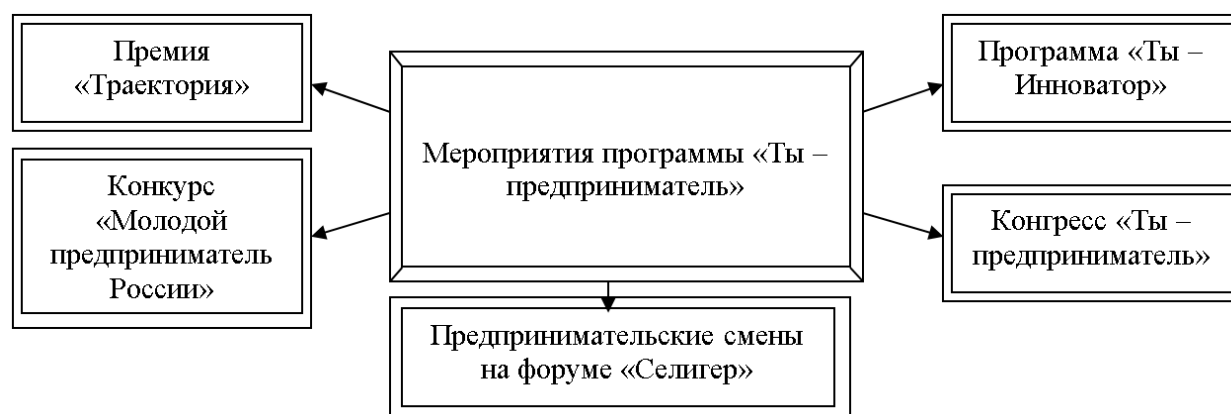 Премия
«Траектория»
Конкурс
«Молодой
предприниматель
России»
Мероприятия программы «Ты –
предприниматель»
Предпринимательские смены
на форуме «Селигер»
Программа «Ты –
Инноватор»
Конгресс «Ты –
предприниматель»